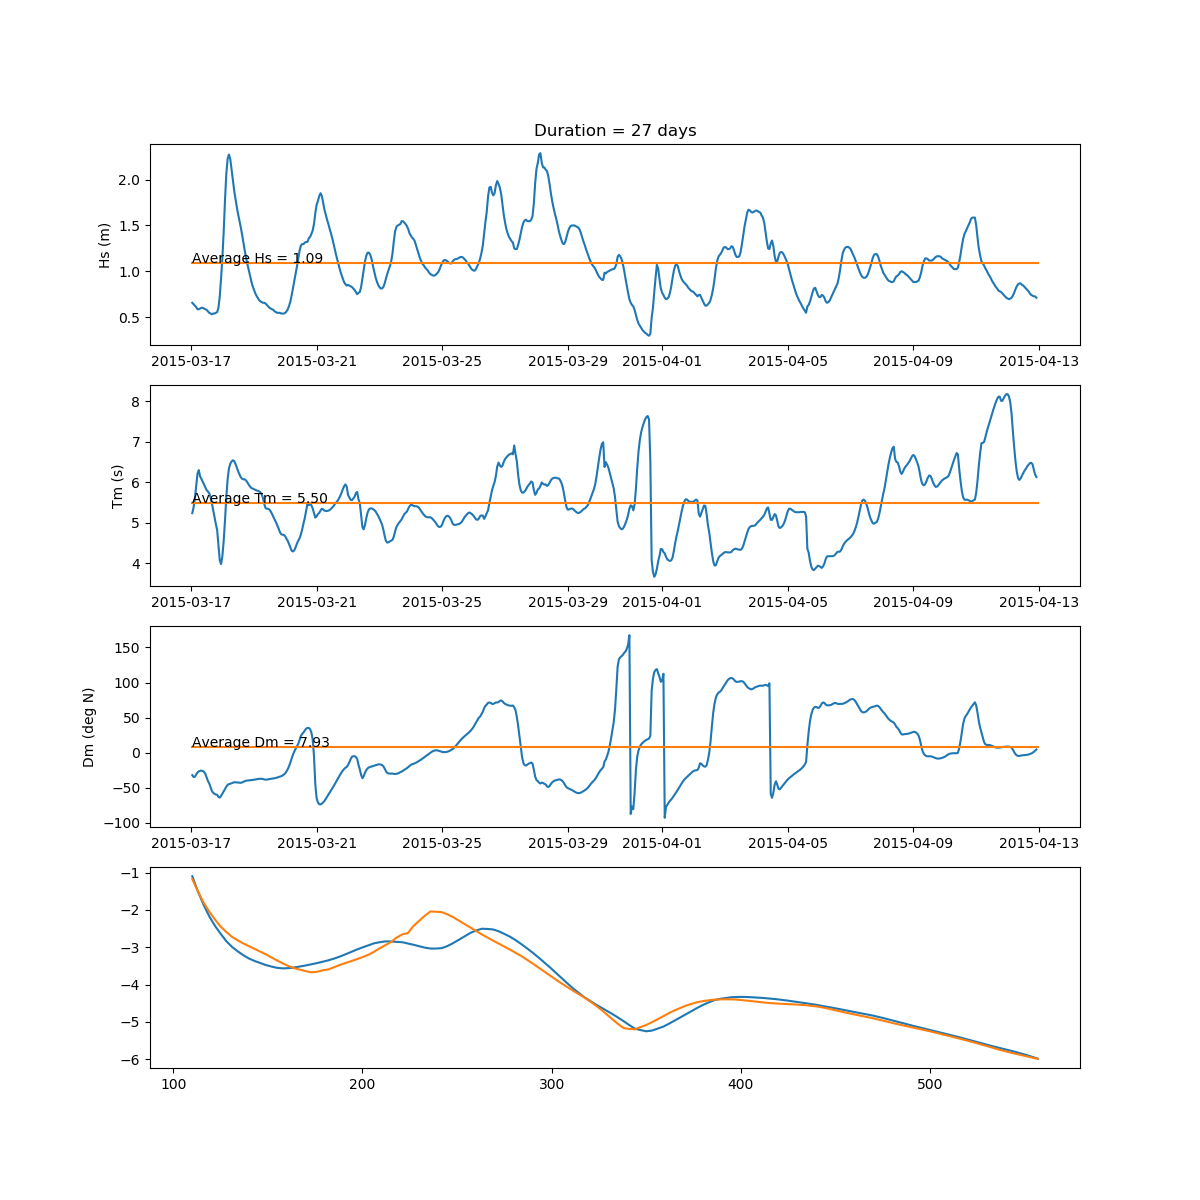 Duration = 27 days
Hs (m)
2.0
1.5
1.0
0.5
Average Hs = 1.09
2015-03-17 2015-03-21 2015-03-25 2015-03-29 2015-04-01 2015-04-05 2015-04-09 2015-04-13
Tm (s)
8
7
6
5
4
Average Tm = 5.50
2015-03-17 2015-03-21 2015-03-25 2015-03-29 2015-04-01 2015-04-05 2015-04-09 2015-04-13
Dm (deg N)
150
100
50
0
−50
−100
Average Dm = 7.93
2015-03-17 2015-03-21 2015-03-25 2015-03-29 2015-04-01 2015-04-05 2015-04-09 2015-04-13
−1
−2
−3
−4
−5
−6
100 200 300 400 500